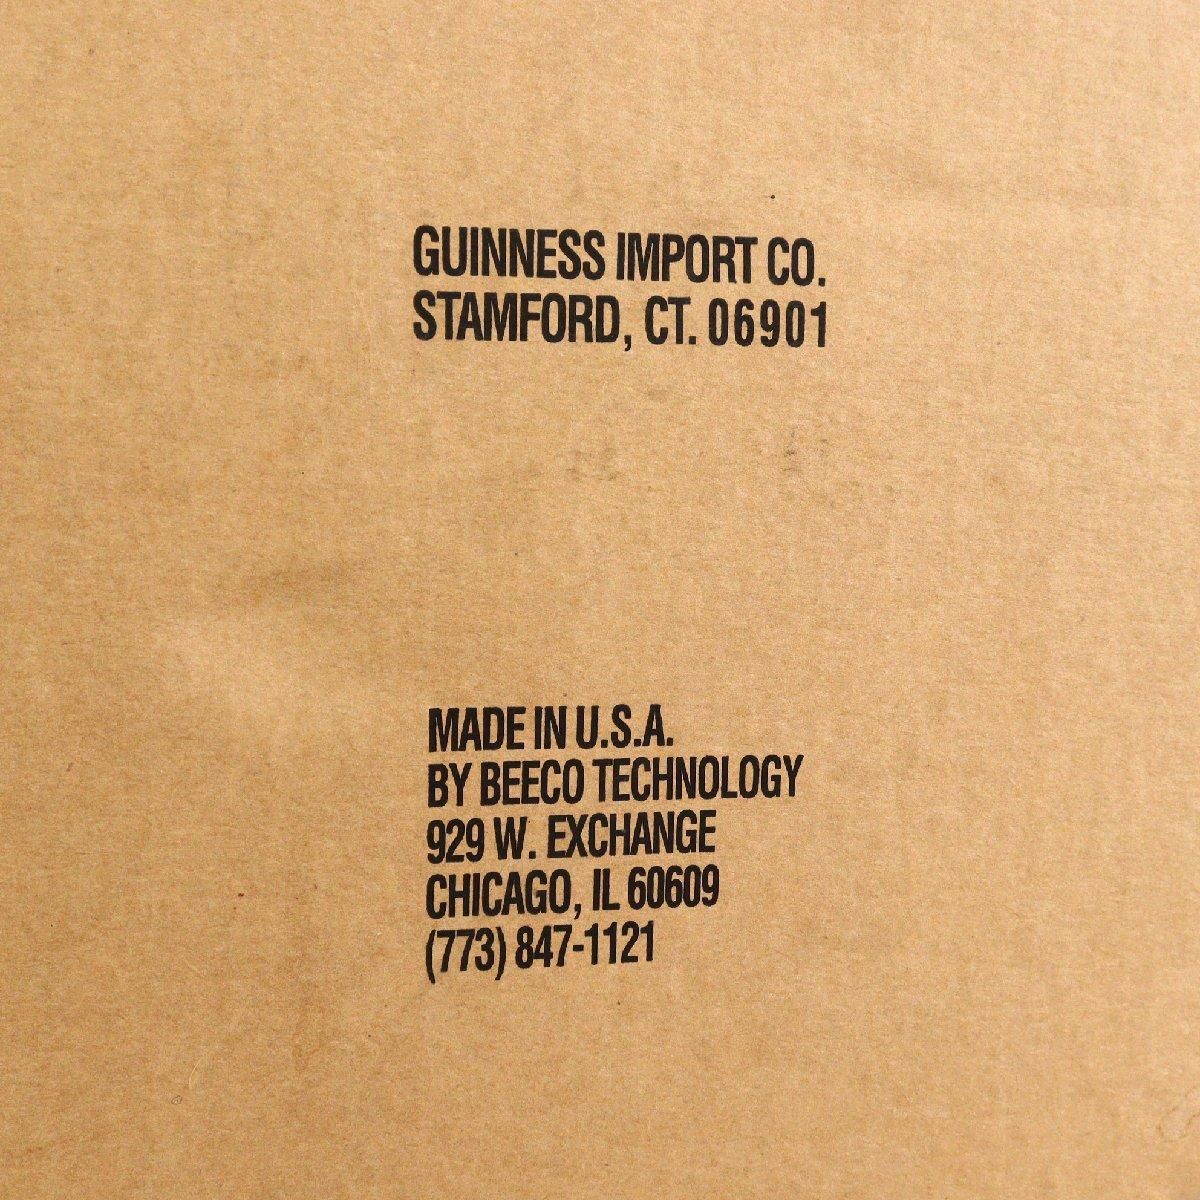 GUINNESS IMPORT CO.
STAMFORD, CT. 06901
MADE IN U.S.A.
BY BEECO TECHNOLOGY
929 W. EXCHANGE
CHICAGO, IL 60609
(773) 847-1121